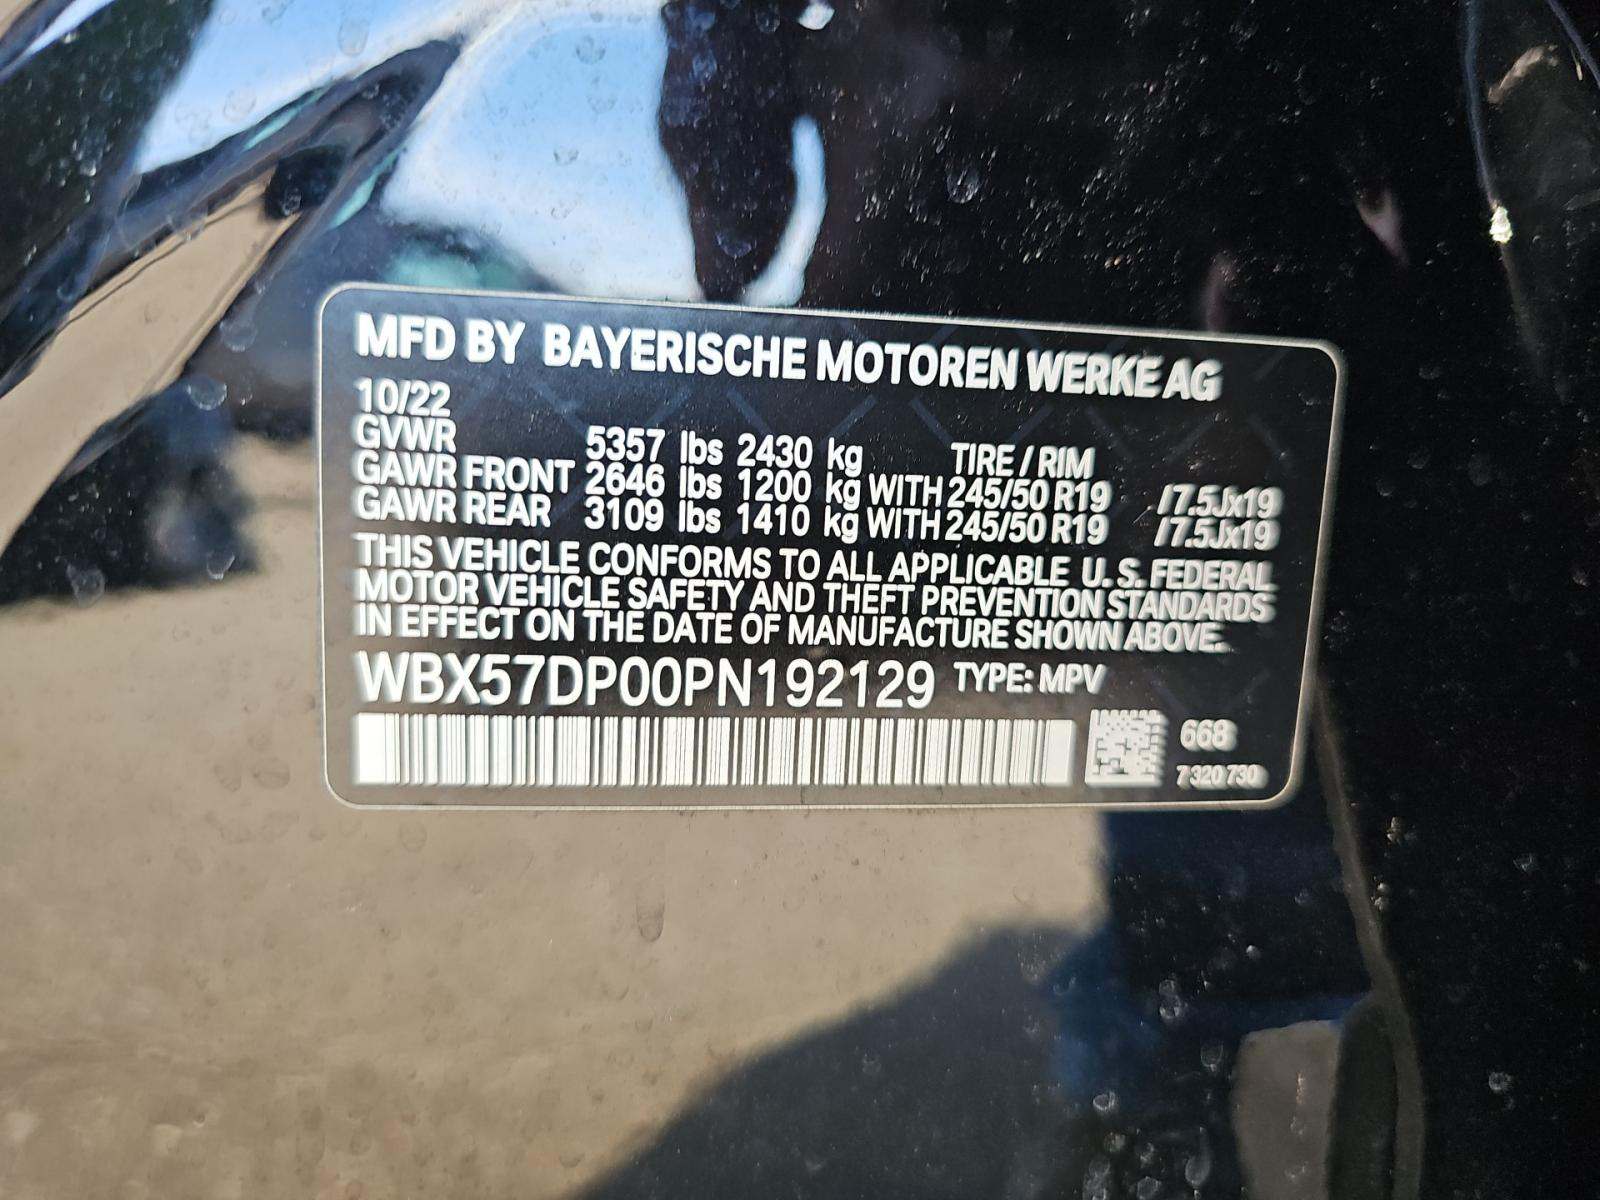 MFD BY BAYERISCHE MOTOREN WERKE AG
10/22
GVWR 5357 lbs 2430 kg TIRE / RIM
GAWR FRONT 2646 lbs 1200 kg WITH 245/50 R19 /7.5Jx19
GAWR REAR 3109 lbs 1410 kg WITH 245/50 R19 /7.5Jx19
THIS VEHICLE CONFORMS TO ALL APPLICABLE U.S. FEDERAL
MOTOR VEHICLE SAFETY AND THEFT PREVENTION STANDARDS
IN EFFECT ON THE DATE OF MANUFACTURE SHOWN ABOVE.
WBX57DP00PN192129 TYPE: MPV
668
7 320 730